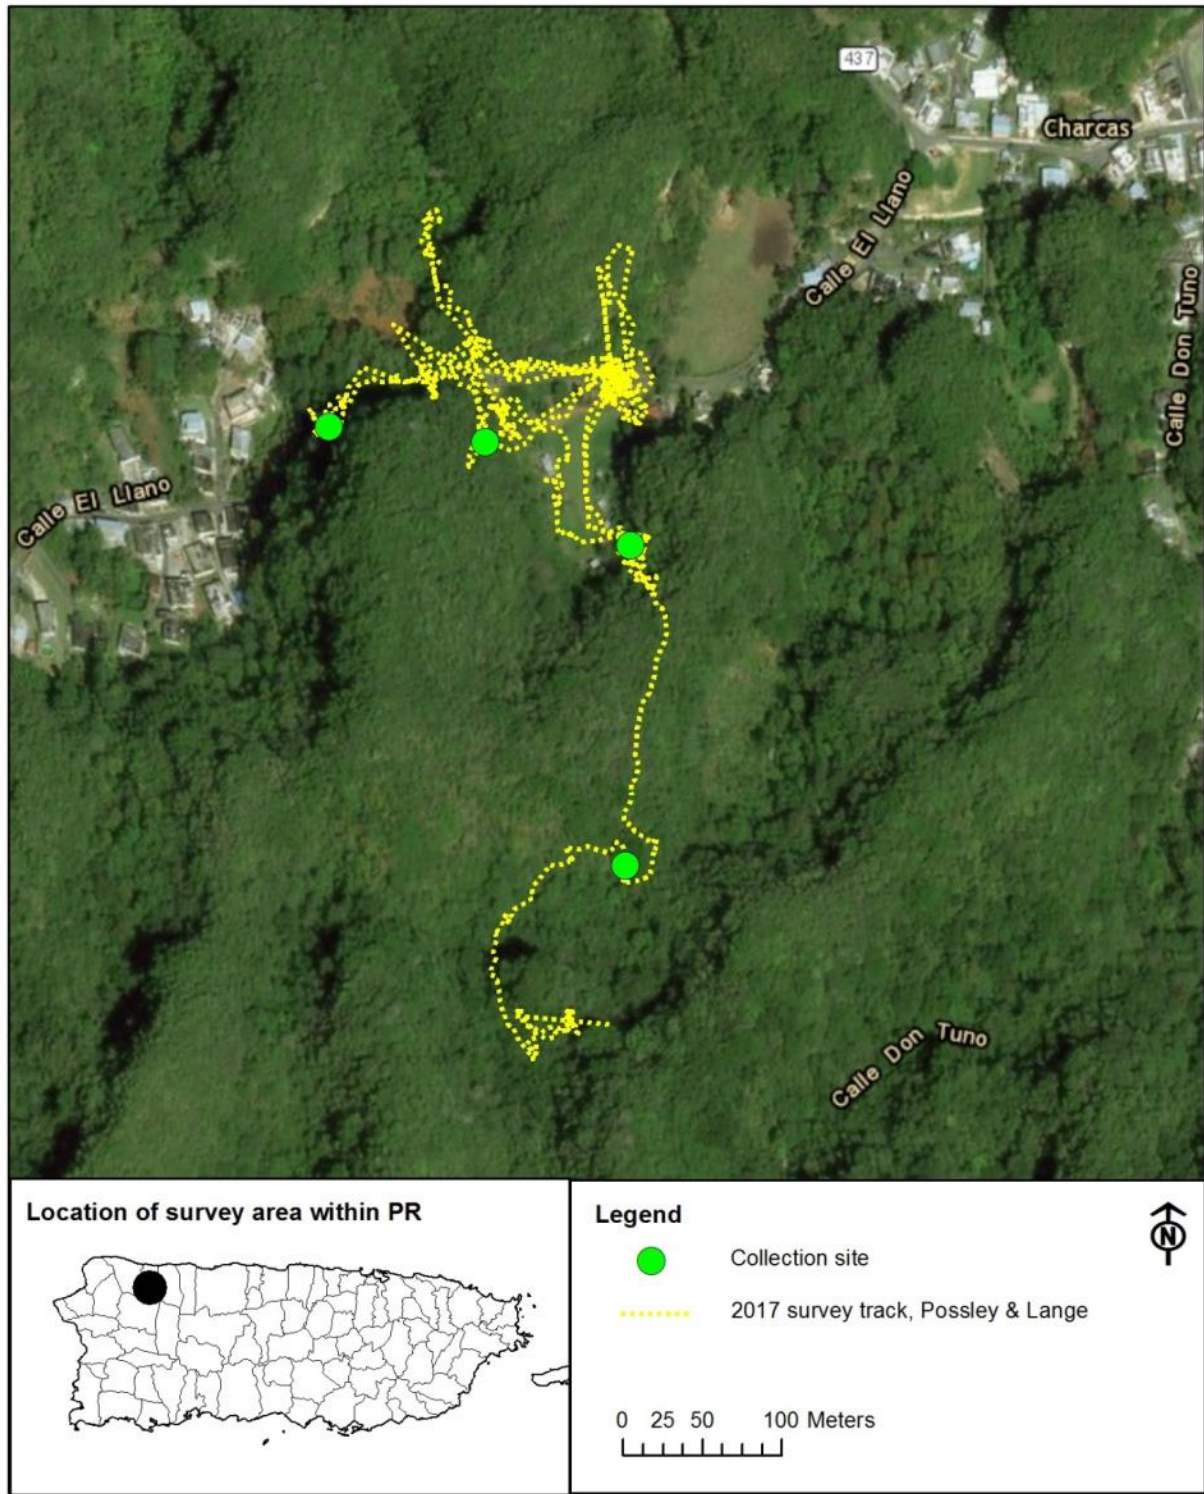 437
Charcas
Calle El Llano
Calle Don Tuno
Calle El Llano
Calle Don Tuno
Location of survey area within PR
Legend
N
Collection site
2017 survey track, Possley & Lange
0 25 50 100 Meters